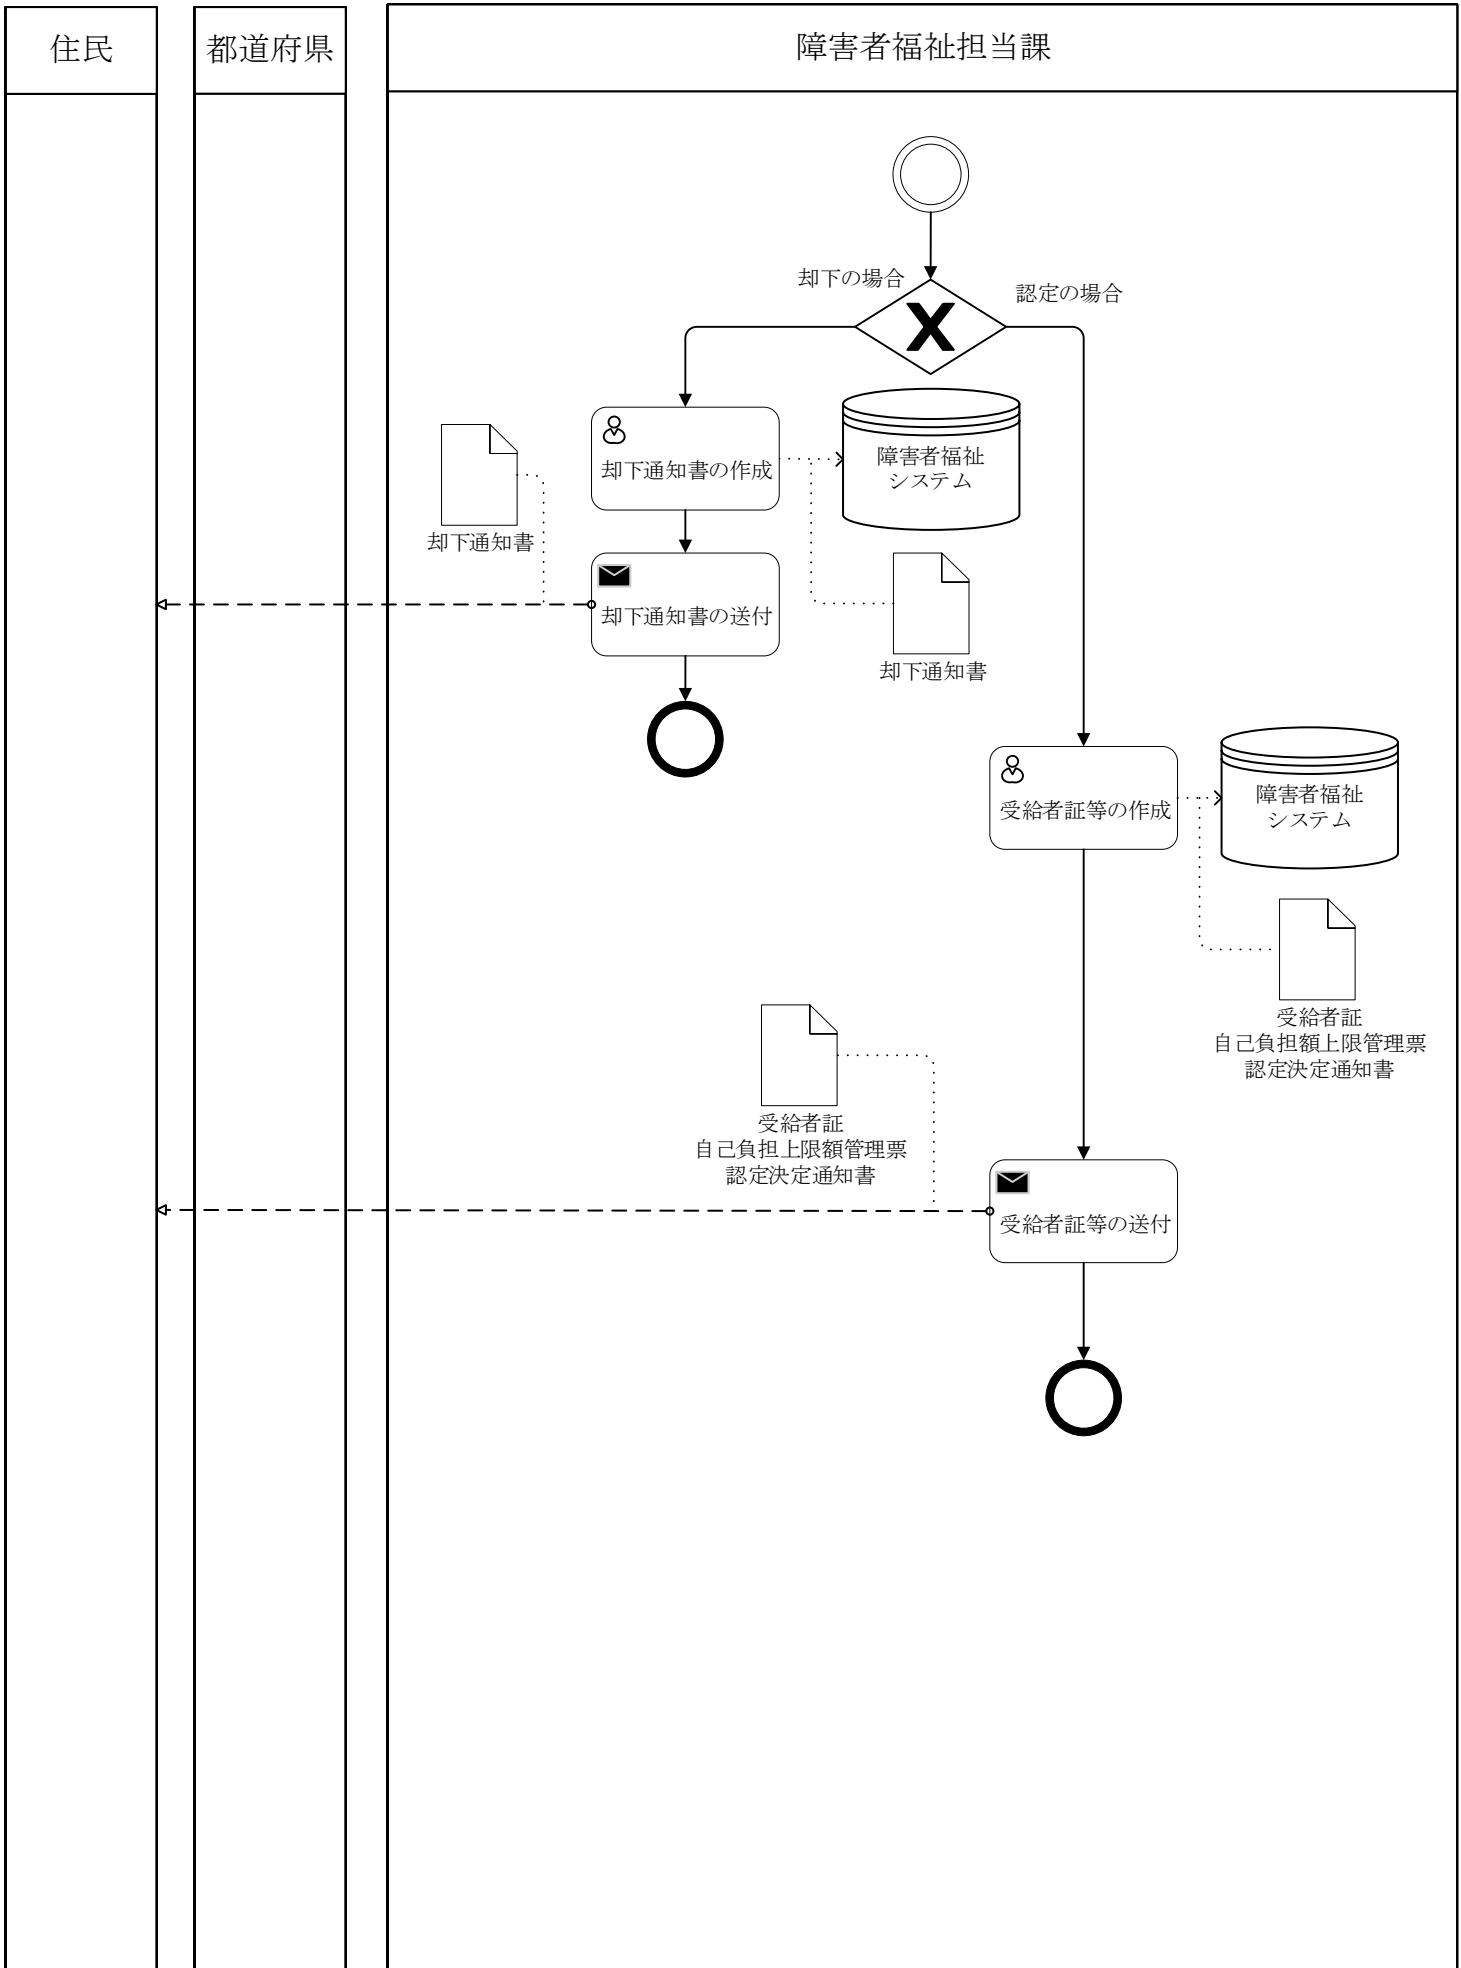 住民
都道府県
障害者福祉担当課
却下の場合
認定の場合
却下通知書の作成
障害者福祉
システム
却下通知書
却下通知書の送付
却下通知書
受給者証等の作成
障害者福祉
システム
受給者証
自己負担額上限管理票
認定決定通知書
受給者証
自己負担上限額管理票
認定決定通知書
受給者証等の送付